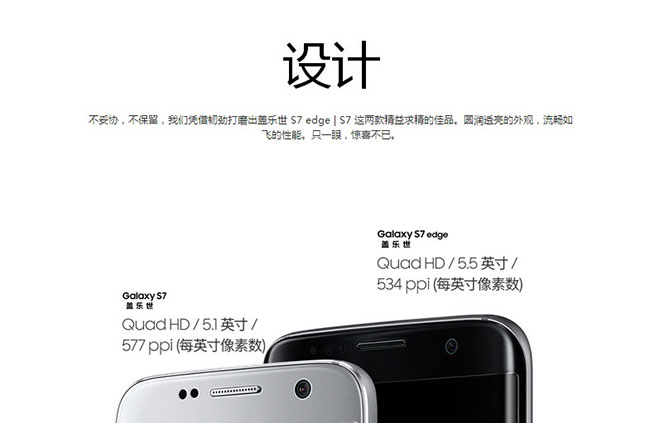 设计
不妥协，不保留，我们凭借韧劲打磨出盖乐世 S7 edge | S7 这两款精益求精的佳品。圆润透亮的外观，流畅如
飞的性能。只一眼，惊喜不已。
Galaxy S7 edge
盖乐世
Quad HD / 5.5 英寸 /
534 ppi (每英寸像素数)
Galaxy S7
盖乐世
Quad HD / 5.1 英寸 /
577 ppi (每英寸像素数)